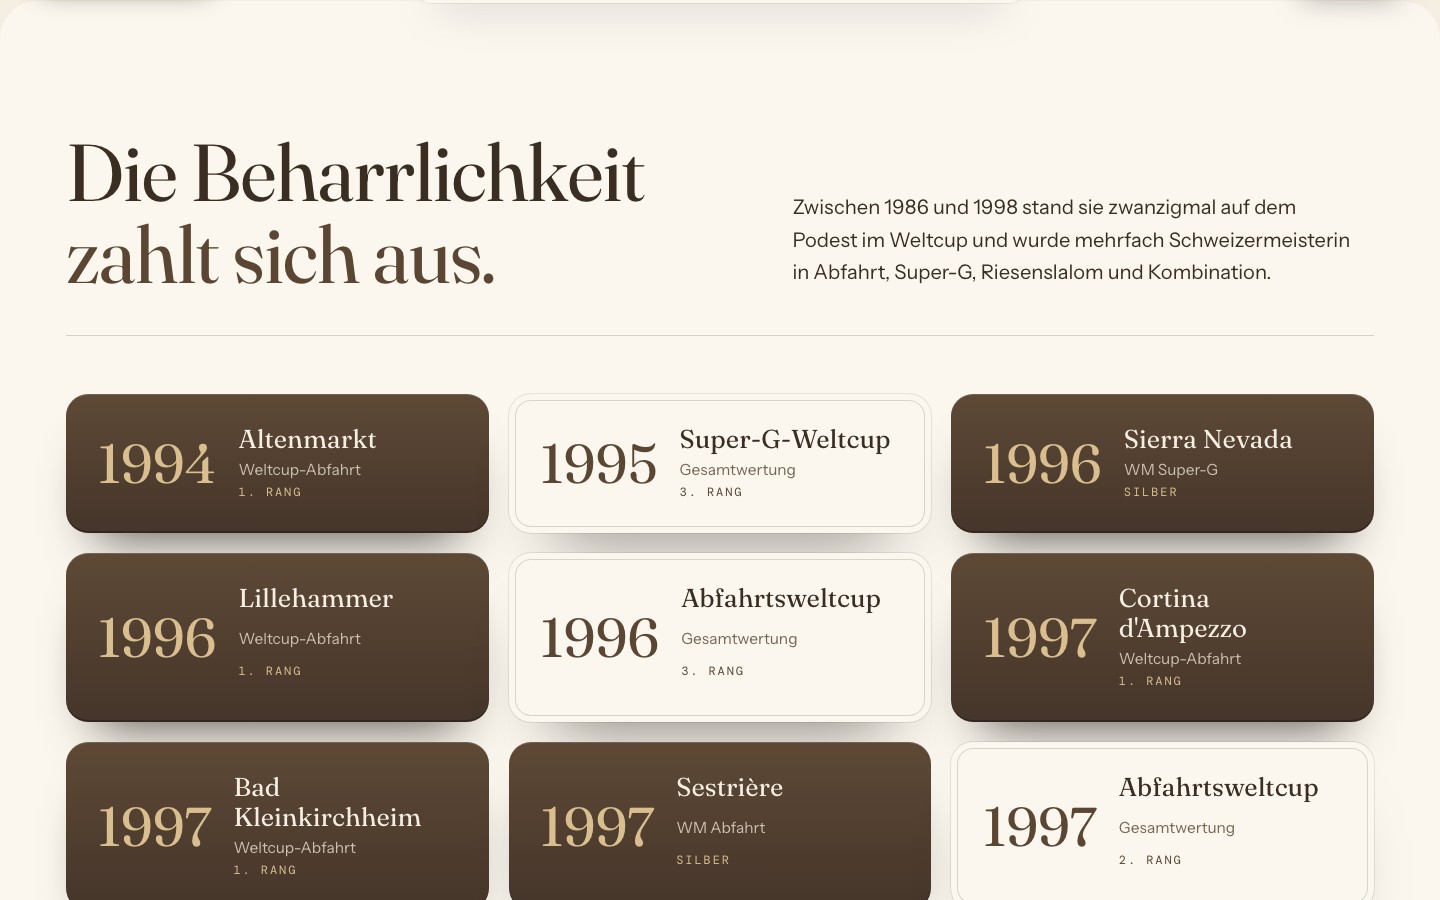 Die Beharrlichkeit
zahlt sich aus.
Zwischen 1986 und 1998 stand sie zwanzigmal auf dem
Podest im Weltcup und wurde mehrfach Schweizermeisterin
in Abfahrt, Super-G, Riesenslalom und Kombination.
1994
Altenmarkt
Weltcup-Abfahrt
1. RANG
1995
Super-G-Weltcup
Gesamtwertung
3. RANG
1996
Sierra Nevada
WM Super-G
SILBER
1996
Lillehammer
Weltcup-Abfahrt
1. RANG
1996
Abfahrtsweltcup
Gesamtwertung
3. RANG
1997
Cortina
d'Ampezzo
Weltcup-Abfahrt
1. RANG
1997
Bad
Kleinkirchheim
Weltcup-Abfahrt
1. RANG
1997
Sestrière
WM Abfahrt
SILBER
1997
Abfahrtsweltcup
Gesamtwertung
2. RANG